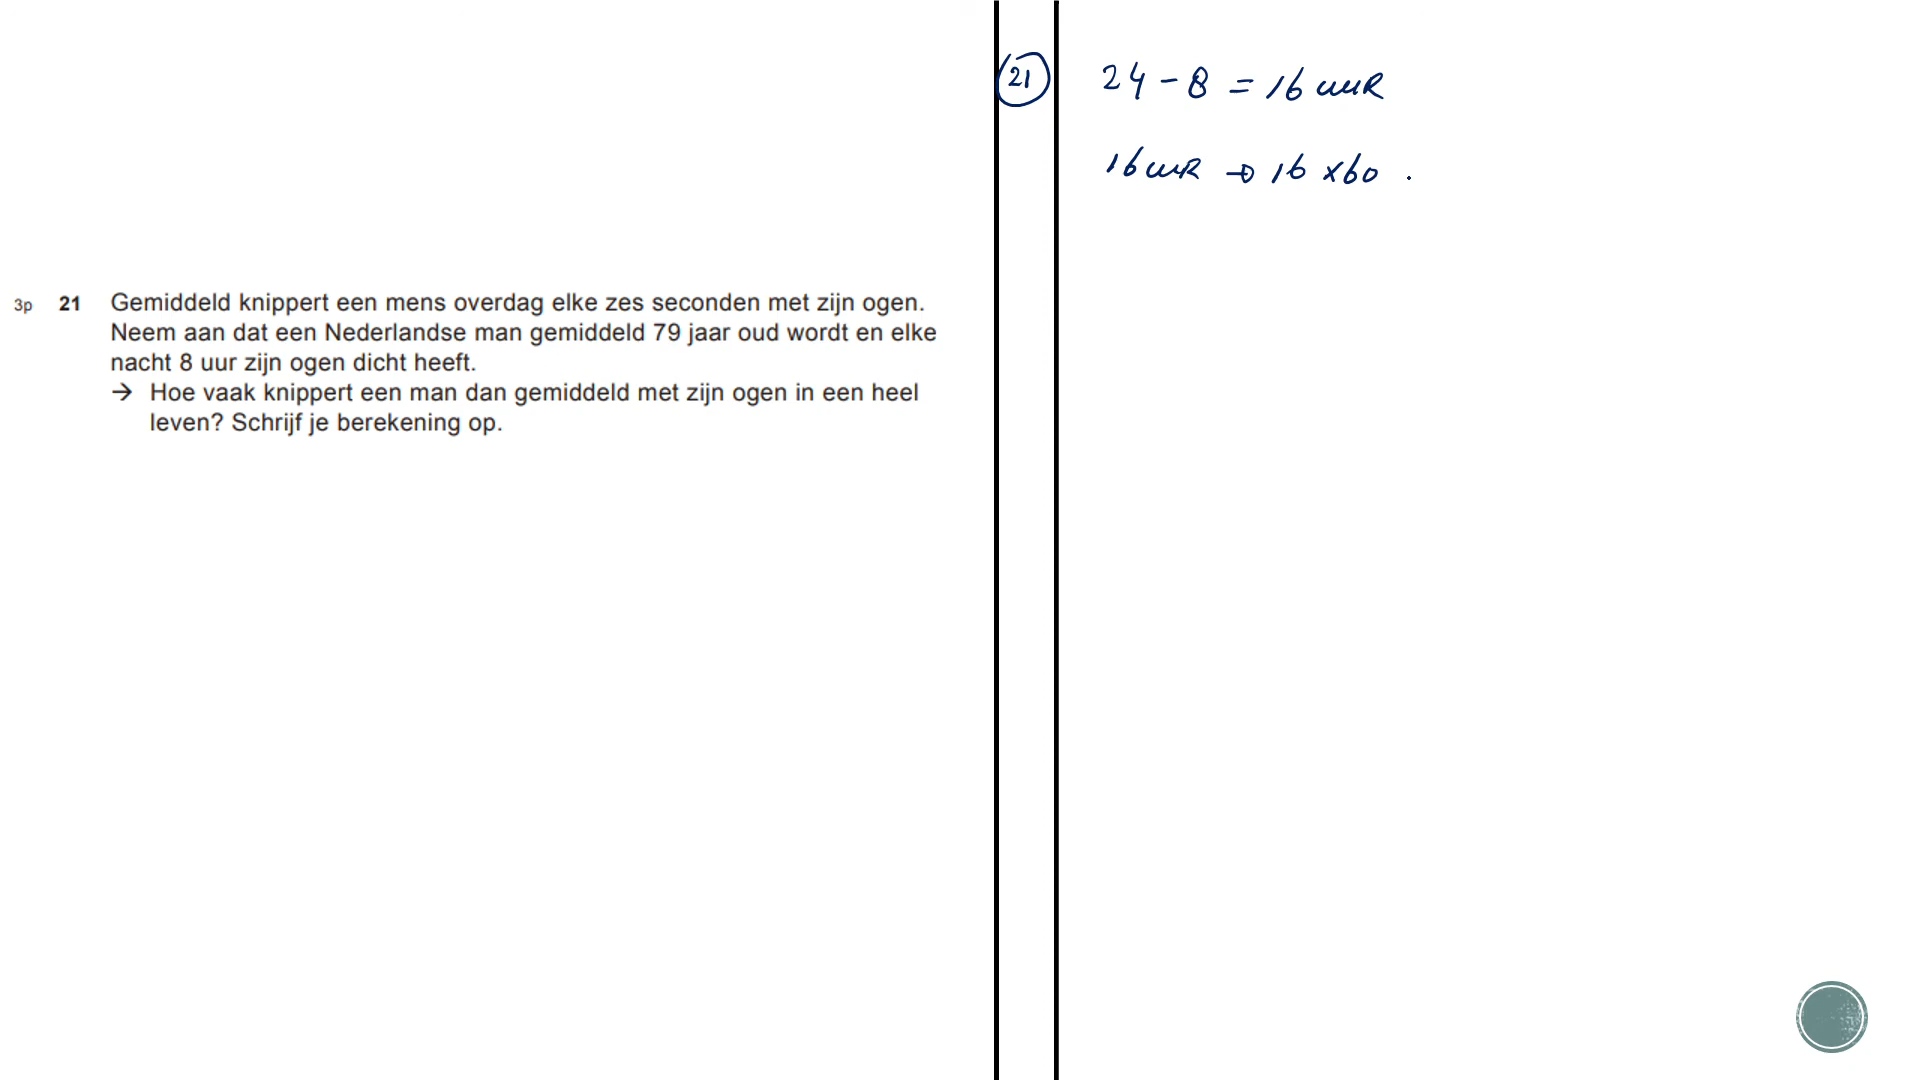 3p 21 Gemiddeld knippert een mens overdag elke zes seconden met zijn ogen.
Neem aan dat een Nederlandse man gemiddeld 79 jaar oud wordt en elke
nacht 8 uur zijn ogen dicht heeft.
→ Hoe vaak knippert een man dan gemiddeld met zijn ogen in een heel
leven? Schrijf je berekening op.
21
24 - 8 = 16 uuR
16 uuR → 16 x 60 .